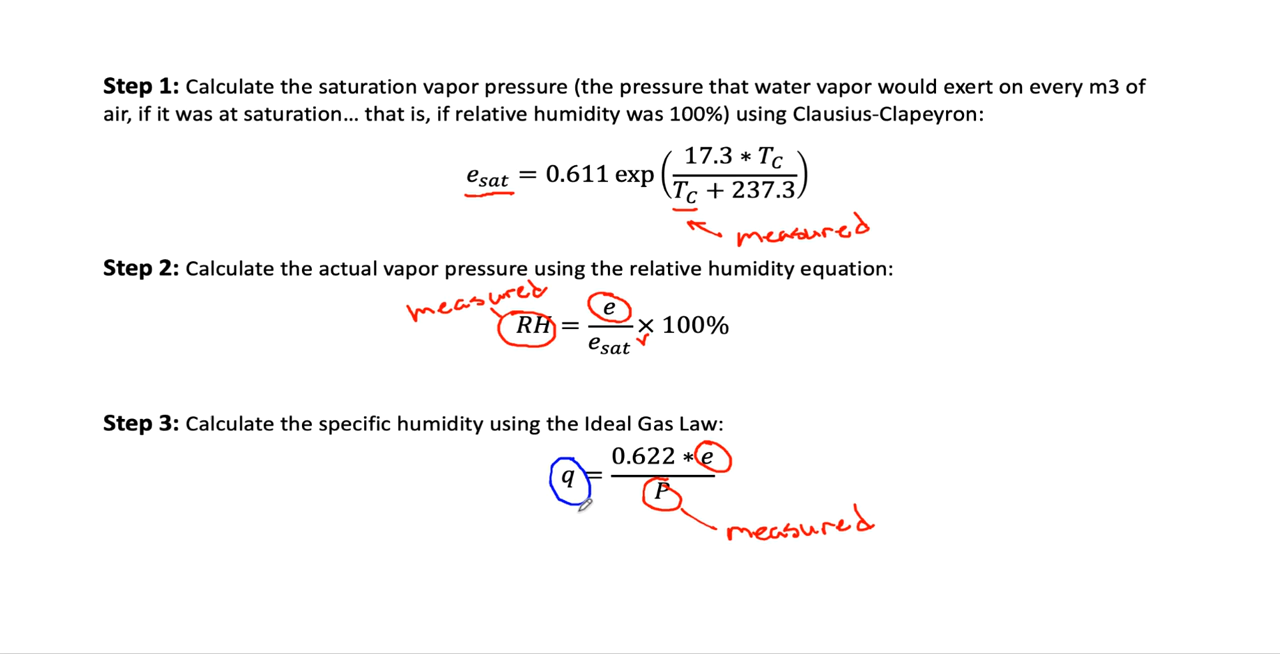 Step 1: Calculate the saturation vapor pressure (the pressure that water vapor would exert on every m3 of
air, if it was at saturation... that is, if relative humidity was 100%) using Clausius-Clapeyron:
e_sat = 0.611 exp((17.3 * T_C)/(T_C + 237.3))
measured
Step 2: Calculate the actual vapor pressure using the relative humidity equation:
measured
RH = e/e_sat × 100%
Step 3: Calculate the specific humidity using the Ideal Gas Law:
q = (0.622 * e)/P
measured